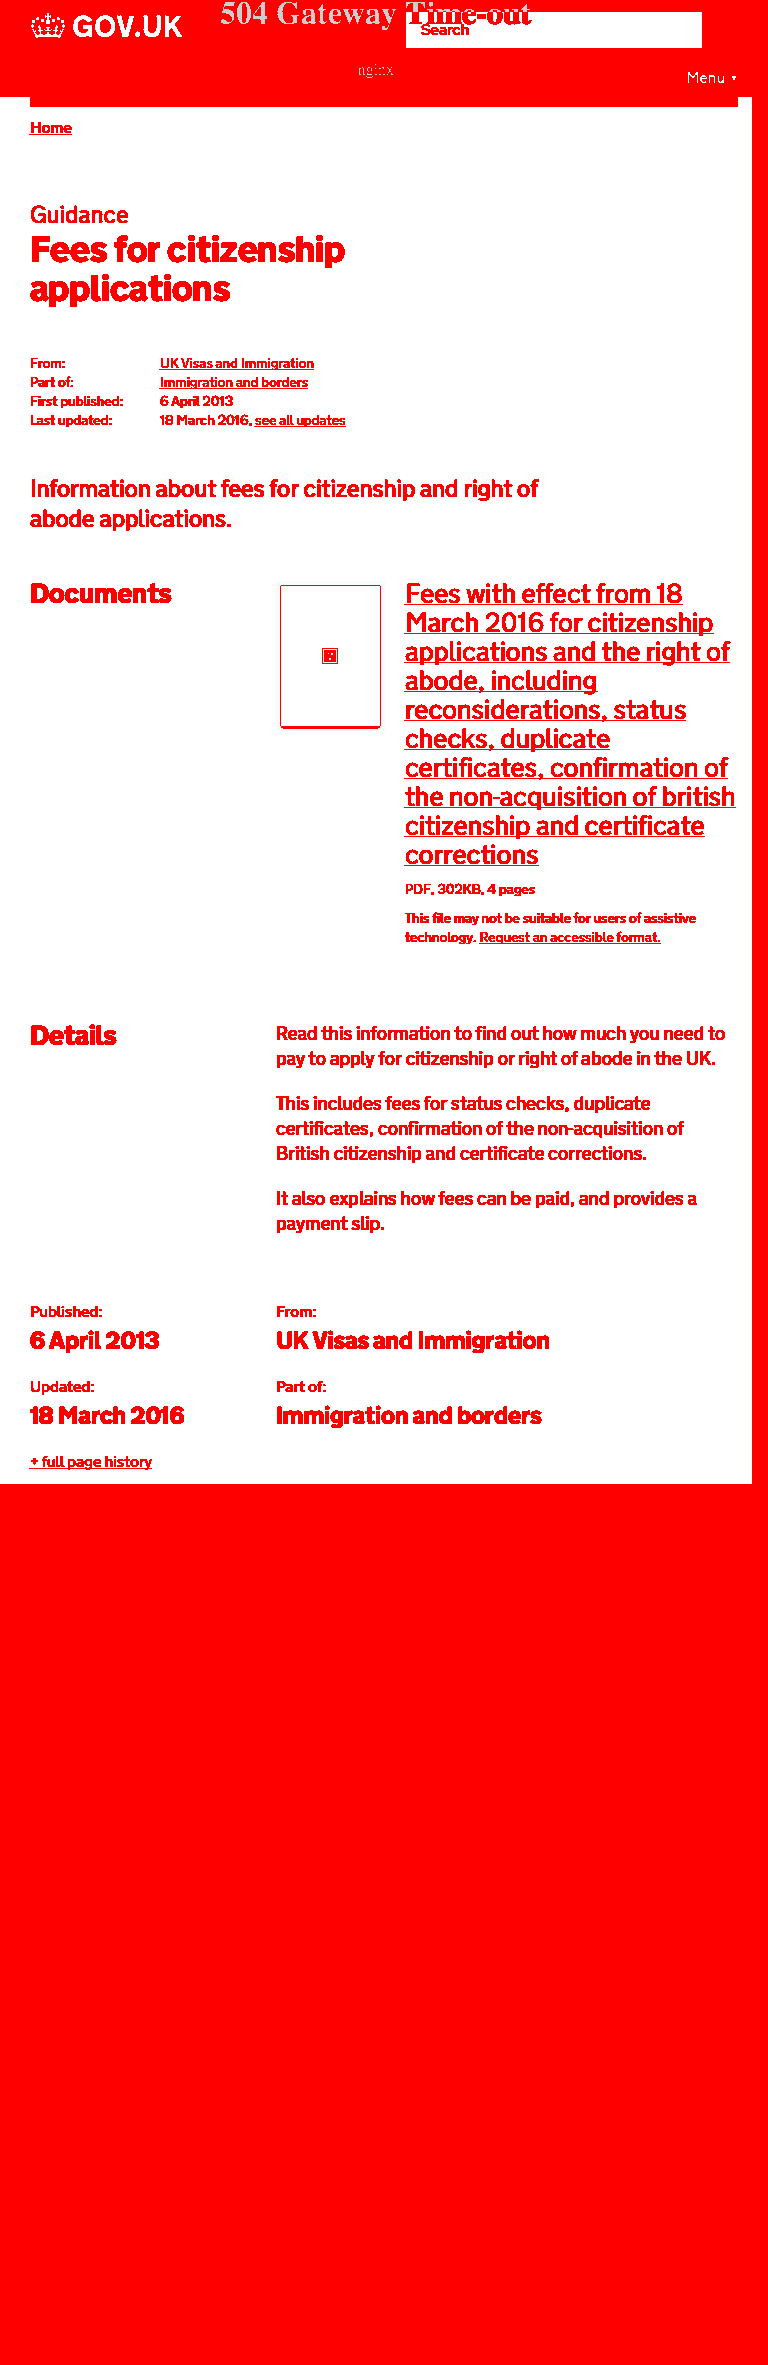 504 Gateway Time-out
GOV.UK
Search
nginx
Menu ▾
Home
Guidance
Fees for citizenship
applications
From: UK Visas and Immigration
Part of: Immigration and borders
First published: 6 April 2013
Last updated: 18 March 2016, see all updates
Information about fees for citizenship and right of
abode applications.
Documents
Fees with effect from 18
March 2016 for citizenship
applications and the right of
abode, including
reconsiderations, status
checks, duplicate
certificates, confirmation of
the non-acquisition of british
citizenship and certificate
corrections
PDF, 302KB, 4 pages
This file may not be suitable for users of assistive
technology. Request an accessible format.
Details
Read this information to find out how much you need to
pay to apply for citizenship or right of abode in the UK.
This includes fees for status checks, duplicate
certificates, confirmation of the non-acquisition of
British citizenship and certificate corrections.
It also explains how fees can be paid, and provides a
payment slip.
Published: From:
6 April 2013 UK Visas and Immigration
Updated: Part of:
18 March 2016 Immigration and borders
+ full page history